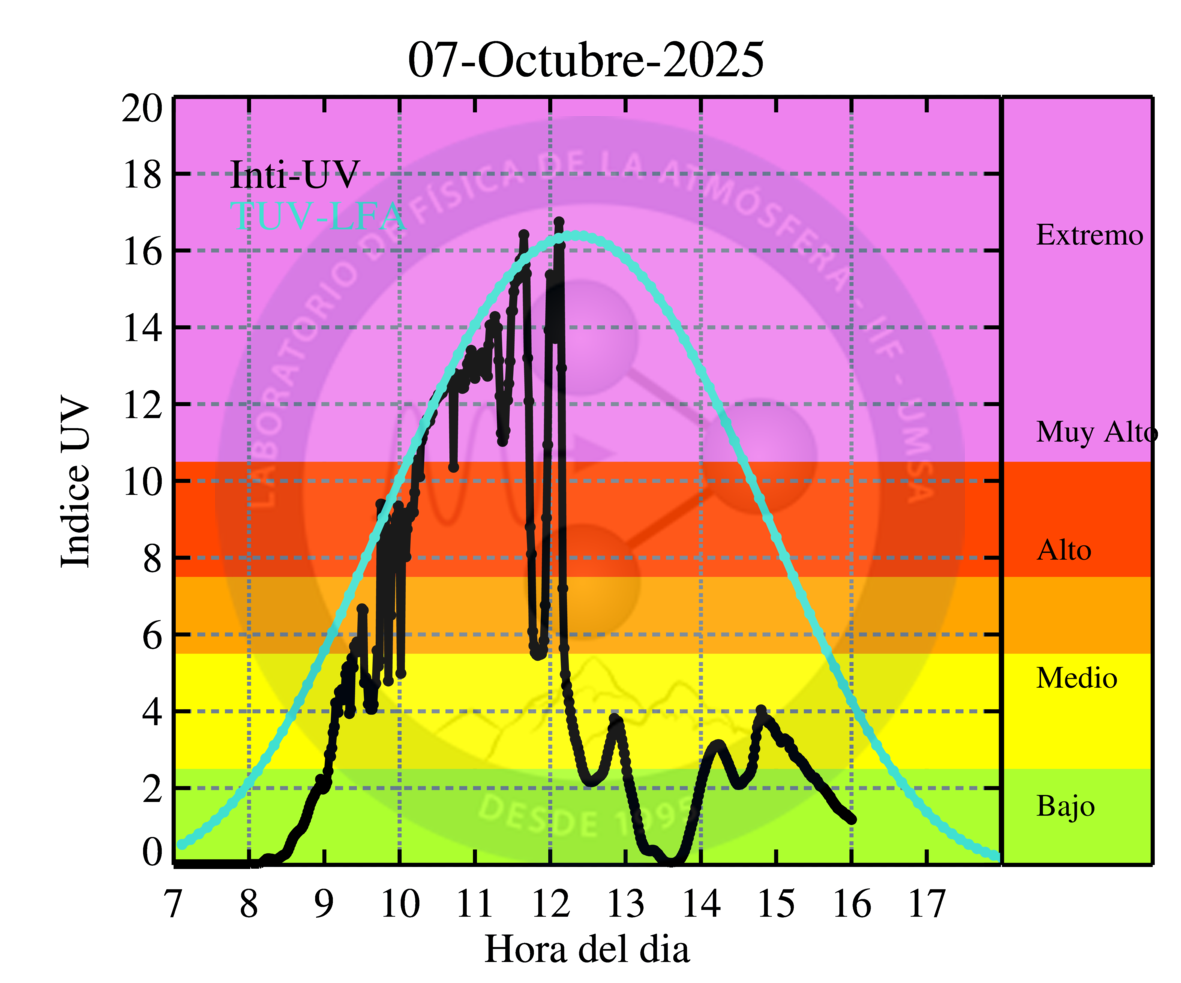 07-Octubre-2025
20
18
16
14
12
10
8
6
4
2
0
Indice UV
Inti-UV
TUV-LFA
LABORATORIO DE FÍSICA DE LA ATMÓSFERA - IIF - UMSA
DESDE 1995
Extremo
Muy Alto
Alto
Medio
Bajo
7 8 9 10 11 12 13 14 15 16 17
Hora del dia